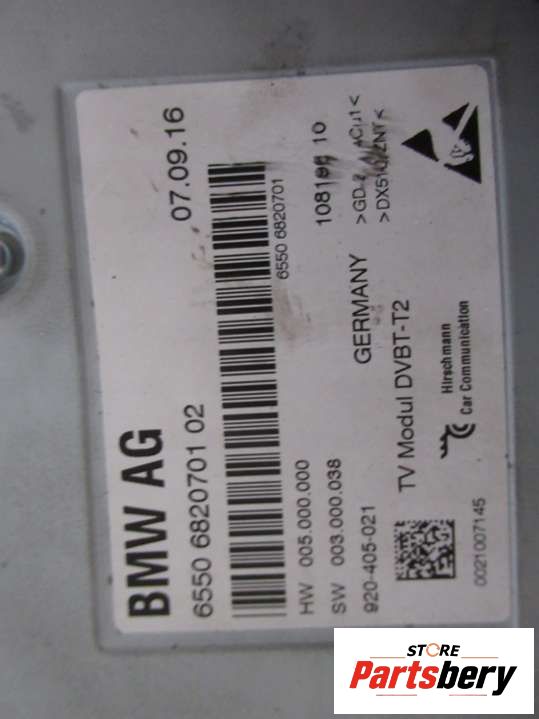 BMW AG
07.09.16
6550 6820701 02
6550 6820701
HW 005.000.000
SW 003.000.038
10
920-405-021
GERMANY
TV Modul DVBT-T2
Hirschmann
Car Communication
0021007145
STORE
Partsbery